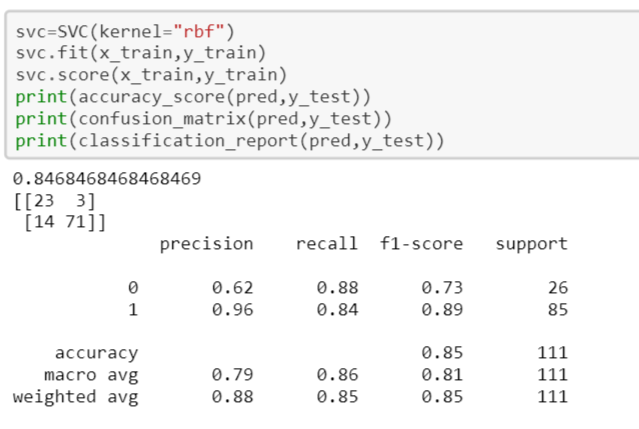 svc=SVC(kernel="rbf")
svc.fit(x_train,y_train)
svc.score(x_train,y_train)
print(accuracy_score(pred,y_test))
print(confusion_matrix(pred,y_test))
print(classification_report(pred,y_test))
0.8468468468468469
[[23  3]
 [14 71]]
              precision    recall  f1-score   support
           0       0.62      0.88      0.73        26
           1       0.96      0.84      0.89        85
    accuracy                           0.85       111
   macro avg       0.79      0.86      0.81       111
weighted avg       0.88      0.85      0.85       111